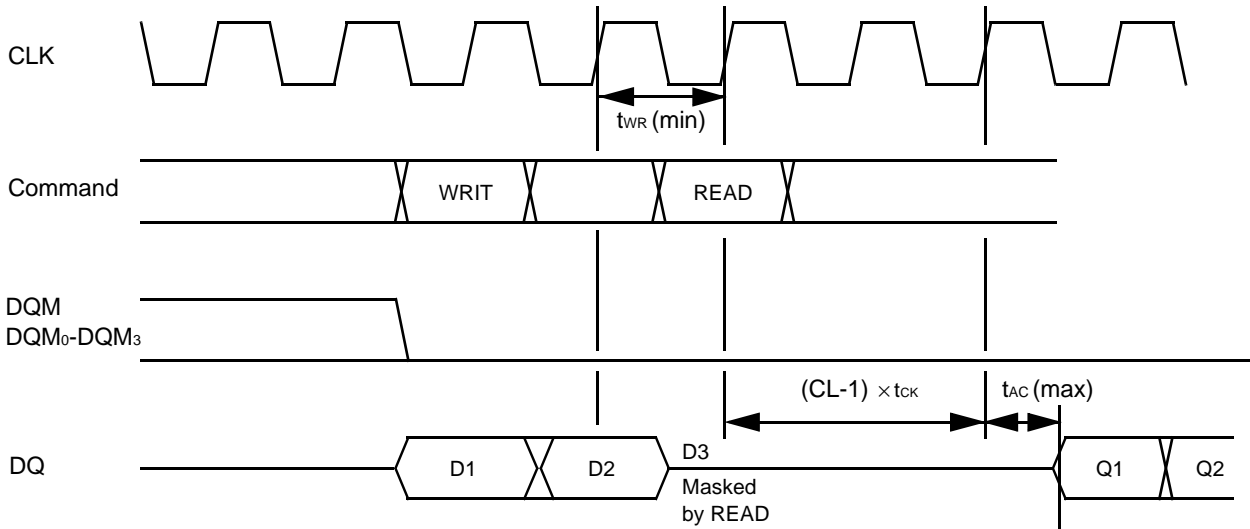 CLK
tWR (min)
Command
WRIT
READ
DQM
DQM0-DQM3
(CL-1) × tCK
tAC (max)
DQ
D1
D2
D3
Masked
by READ
Q1
Q2